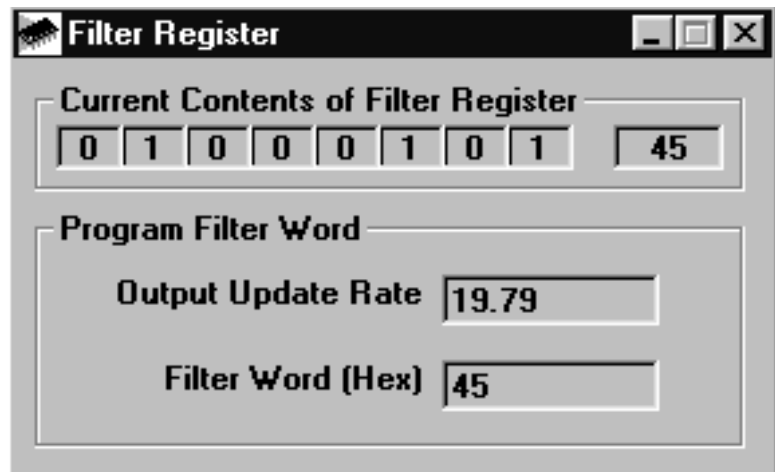 Filter Register
Current Contents of Filter Register
0 1 0 0 0 1 0 1 45
Program Filter Word
Output Update Rate 19.79
Filter Word (Hex) 45